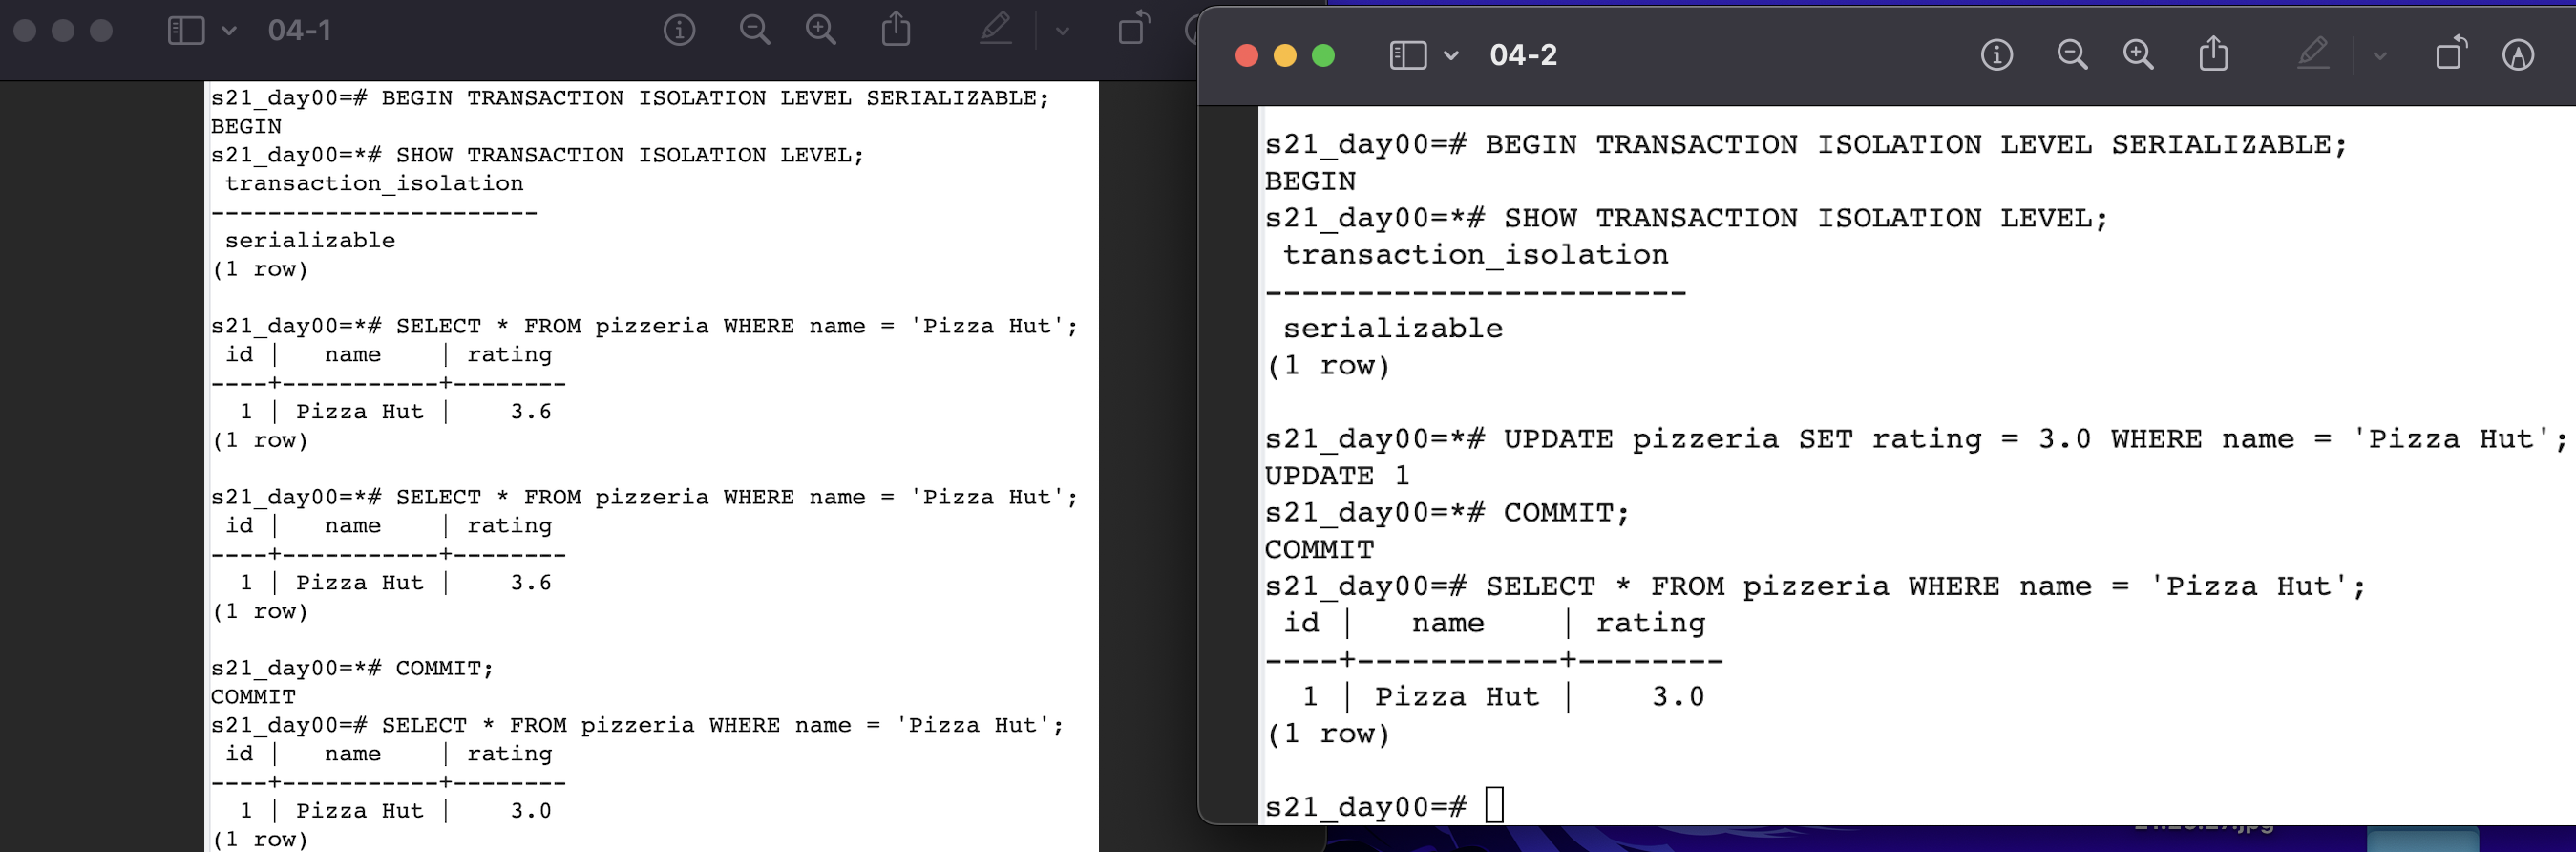 04-1
s21_day00=# BEGIN TRANSACTION ISOLATION LEVEL SERIALIZABLE;
BEGIN
s21_day00=*# SHOW TRANSACTION ISOLATION LEVEL;
 transaction_isolation
-----------------------
 serializable
(1 row)

s21_day00=*# SELECT * FROM pizzeria WHERE name = 'Pizza Hut';
 id |   name    | rating
----+-----------+--------
  1 | Pizza Hut |    3.6
(1 row)

s21_day00=*# SELECT * FROM pizzeria WHERE name = 'Pizza Hut';
 id |   name    | rating
----+-----------+--------
  1 | Pizza Hut |    3.6
(1 row)

s21_day00=*# COMMIT;
COMMIT
s21_day00=# SELECT * FROM pizzeria WHERE name = 'Pizza Hut';
 id |   name    | rating
----+-----------+--------
  1 | Pizza Hut |    3.0
(1 row)
04-2
s21_day00=# BEGIN TRANSACTION ISOLATION LEVEL SERIALIZABLE;
BEGIN
s21_day00=*# SHOW TRANSACTION ISOLATION LEVEL;
 transaction_isolation
-----------------------
 serializable
(1 row)

s21_day00=*# UPDATE pizzeria SET rating = 3.0 WHERE name = 'Pizza Hut';
UPDATE 1
s21_day00=*# COMMIT;
COMMIT
s21_day00=# SELECT * FROM pizzeria WHERE name = 'Pizza Hut';
 id |   name    | rating
----+-----------+--------
  1 | Pizza Hut |    3.0
(1 row)

s21_day00=#